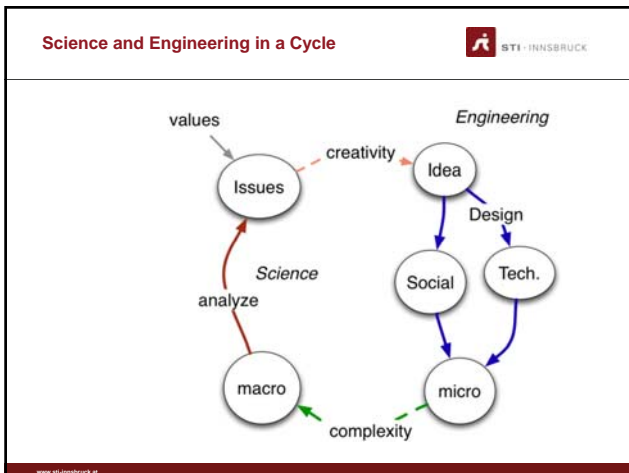 Science and Engineering in a Cycle
STI · INNSBRUCK
values
Engineering
creativity
Idea
Issues
Design
Science
Social
Tech.
analyze
macro
micro
complexity
www.sti-innsbruck.at